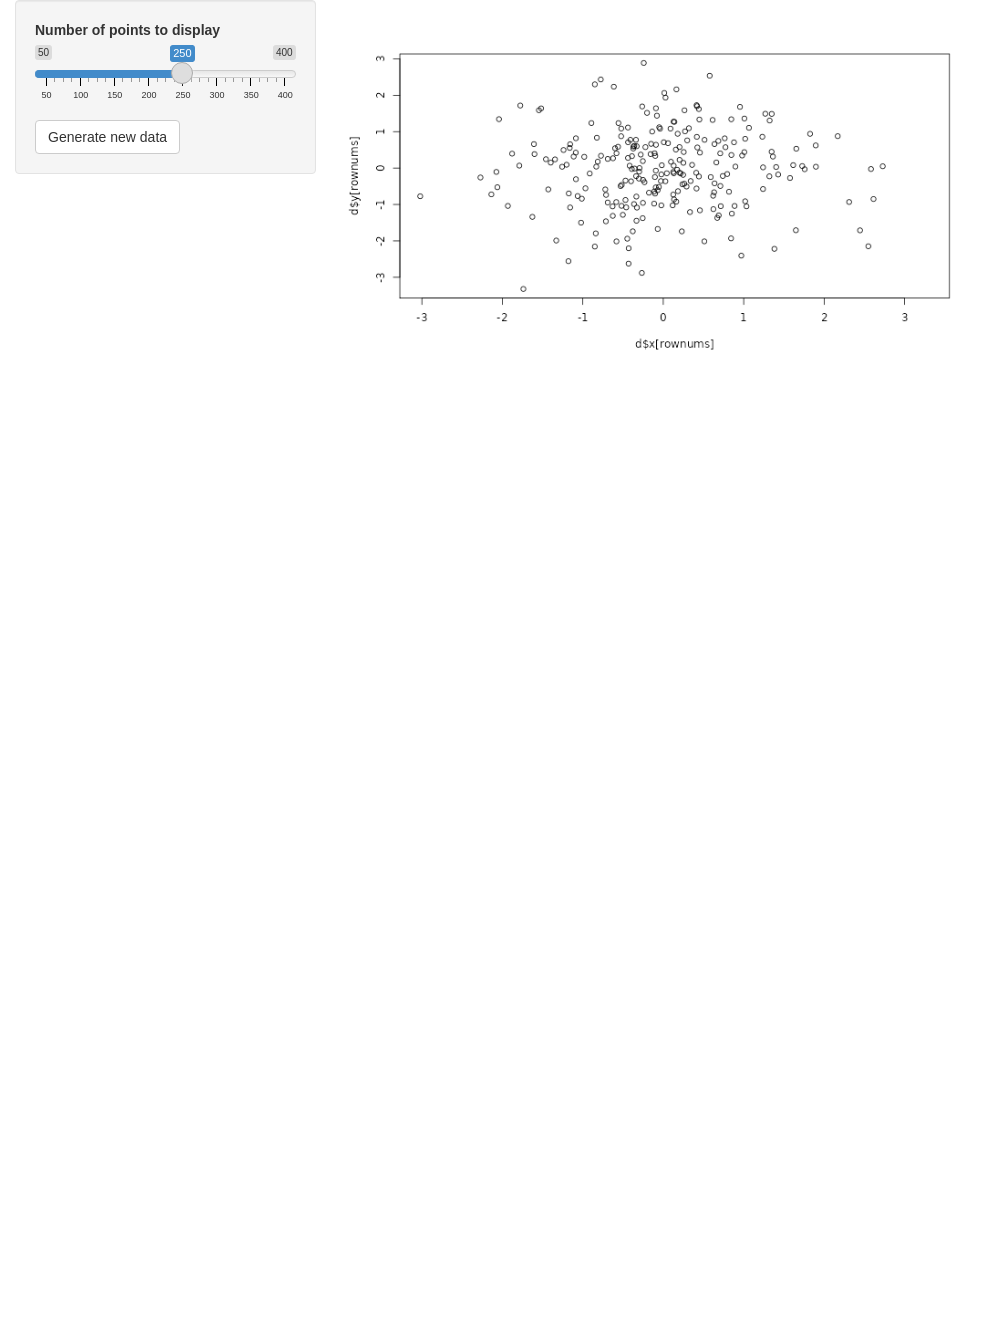 Number of points to display
50 250 400
50 100 150 200 250 300 350 400
Generate new data
3
2
1
0
-1
-2
-3
d$y[rownums]
-3 -2 -1 0 1 2 3
d$x[rownums]